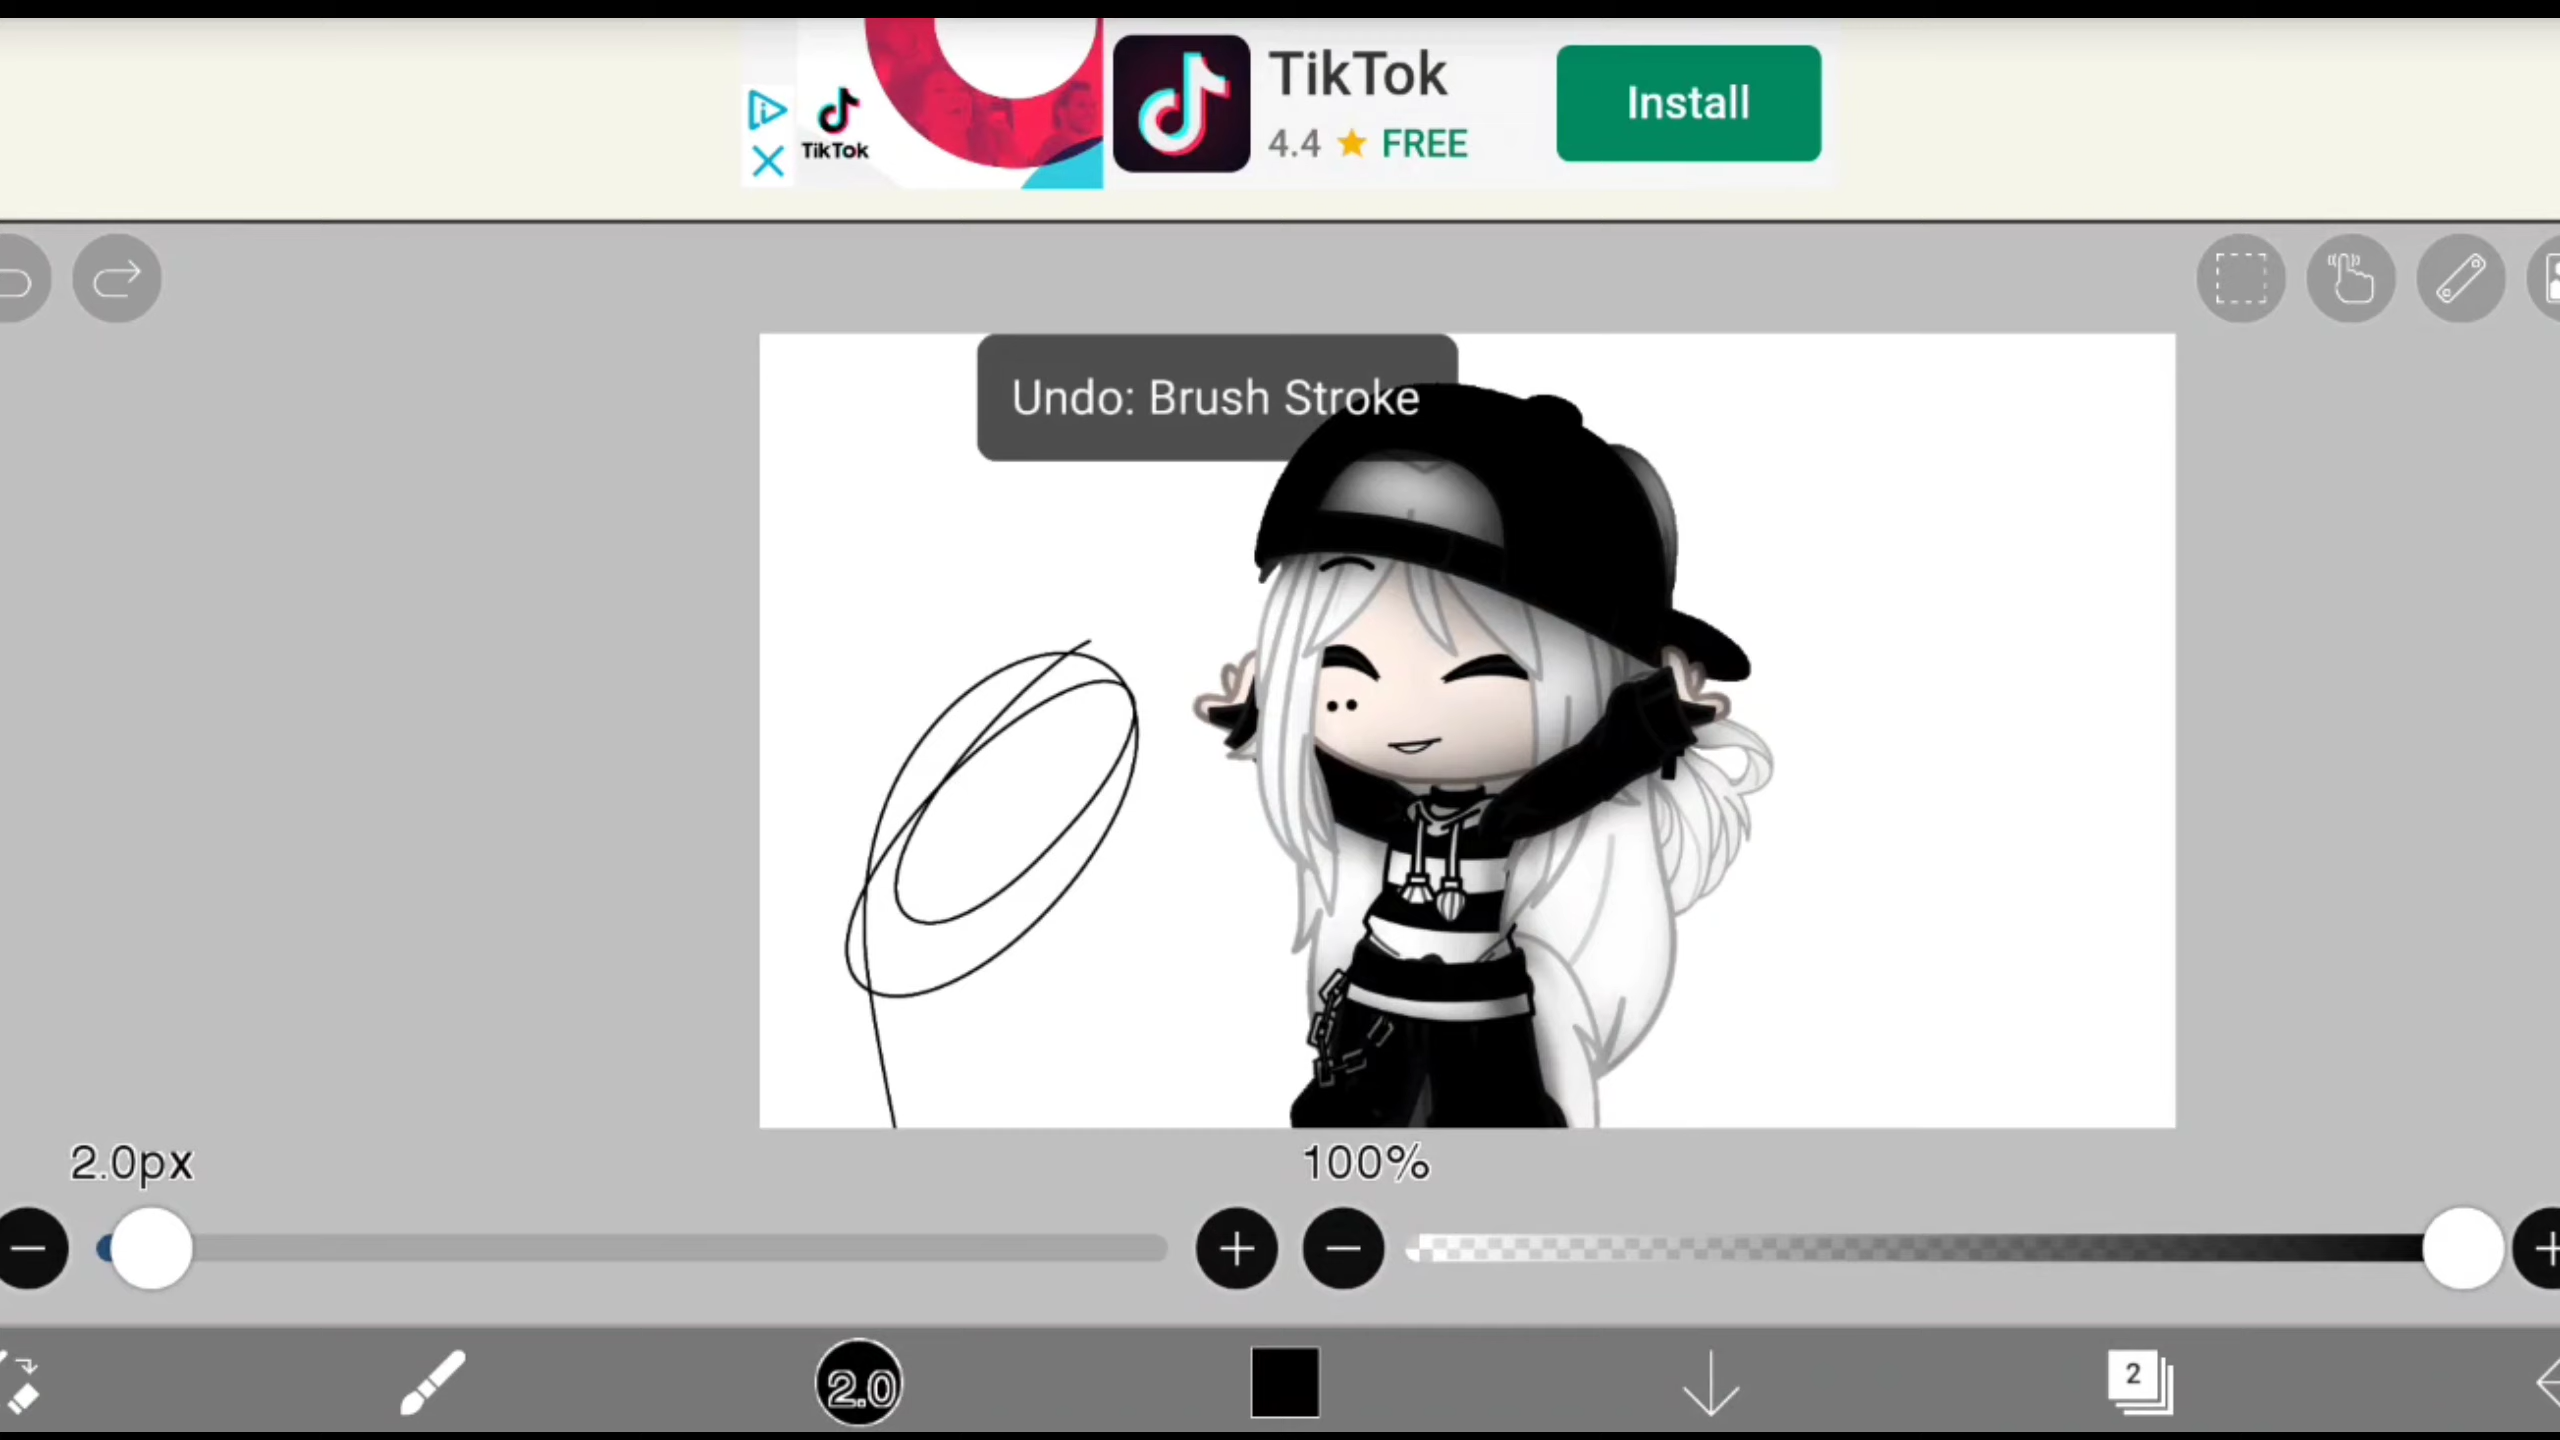 TikTok
TikTok
4.4 ★ FREE
Install
Undo: Brush Stroke
2.0px
100%
2.0
2